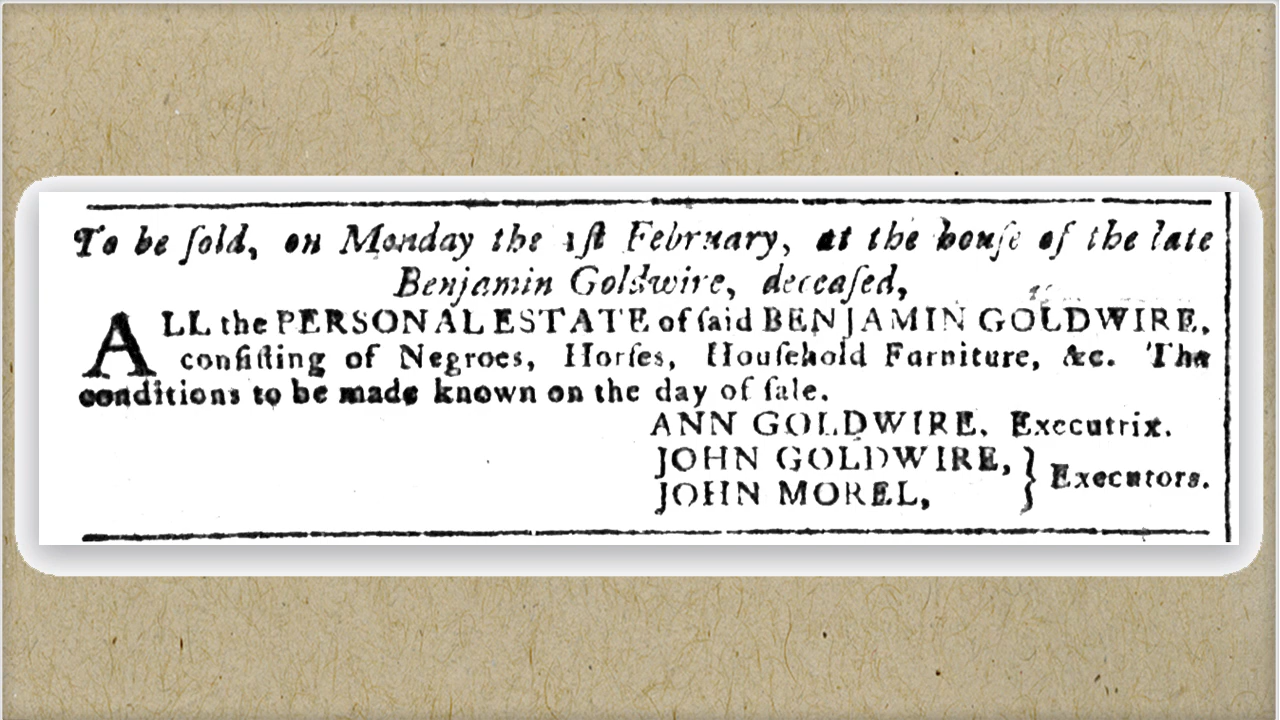 To be ſold, on Monday the 1ſt February, at the houſe of the late
Benjamin Goldwire, deceaſed,
ALL the PERSONAL ESTATE of ſaid BENJAMIN GOLDWIRE,
conſiſting of Negroes, Horſes, Houſehold Furniture, &c. The
conditions to be made known on the day of ſale.
ANN GOLDWIRE, Executrix.
JOHN GOLDWIRE, } Executors.
JOHN MOREL,